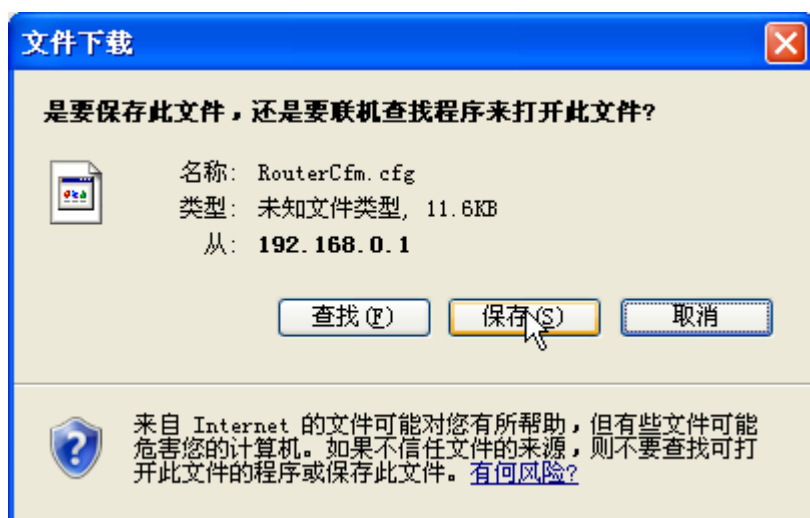 文件下载
是要保存此文件，还是要联机查找程序来打开此文件?
名称: RouterCfm.cfg
类型: 未知文件类型, 11.6KB
从: 192.168.0.1
查找(F) 保存(S) 取消
来自 Internet 的文件可能对您有所帮助，但有些文件可能
危害您的计算机。如果不信任文件的来源，则不要查找可打
开此文件的程序或保存此文件。有何风险?